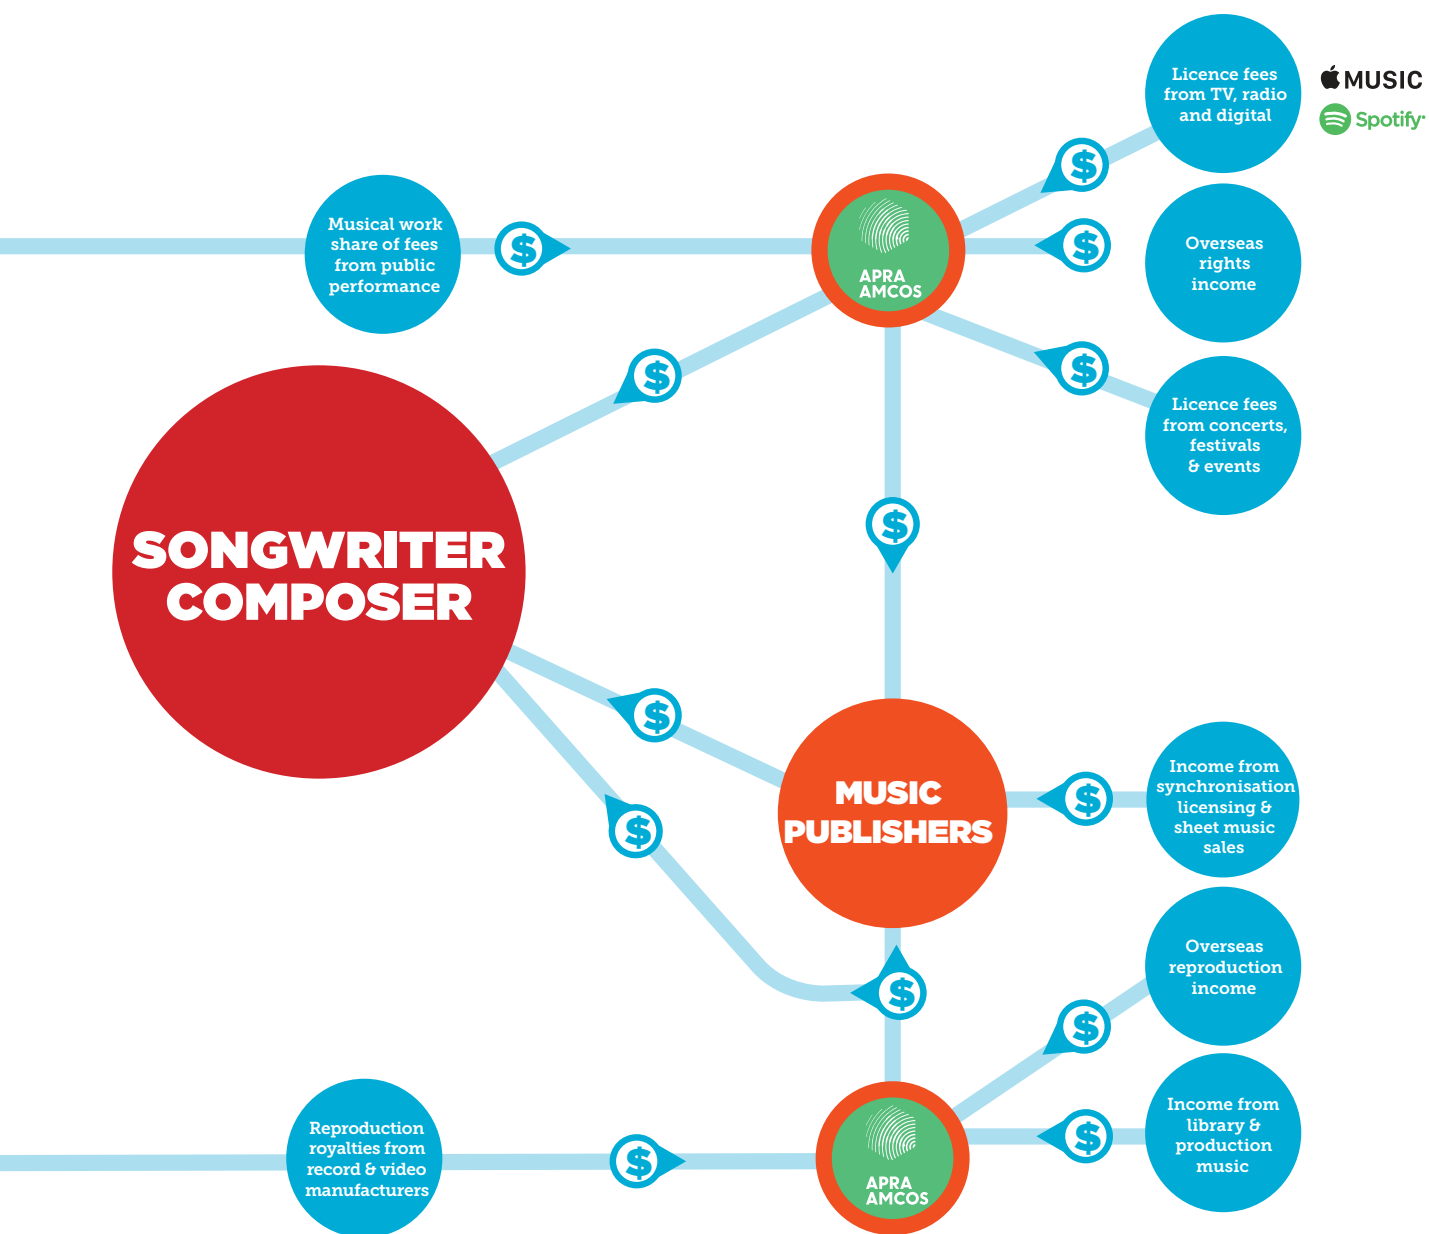 Licence fees
from TV, radio
and digital
MUSIC
Spotify
$
Musical work
share of fees
from public
performance
$
APRA
AMCOS
$
Overseas
rights
income
$
$
Licence fees
from concerts,
festivals
& events
$
SONGWRITER
COMPOSER
$
$
MUSIC
PUBLISHERS
$
Income from
synchronisation
licensing &
sheet music
sales
$
$
Overseas
reproduction
income
$
Reproduction
royalties from
record & video
manufacturers
$
APRA
AMCOS
$
Income from
library &
production
music